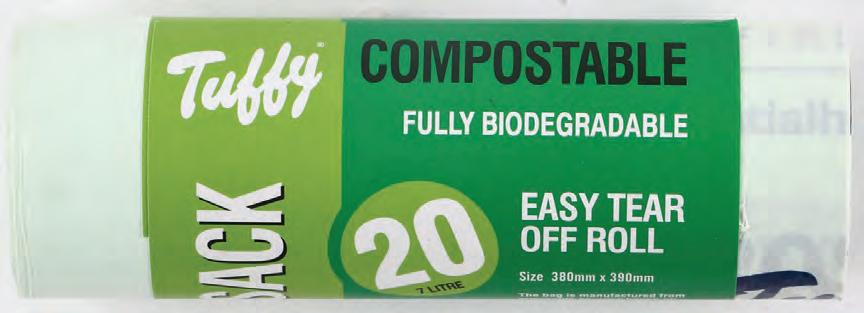 Tuffy
COMPOSTABLE
FULLY BIODEGRADABLE
SACK
20
7 LITRE
EASY TEAR
OFF ROLL
Size 380mm x 390mm
The bag is manufactured from